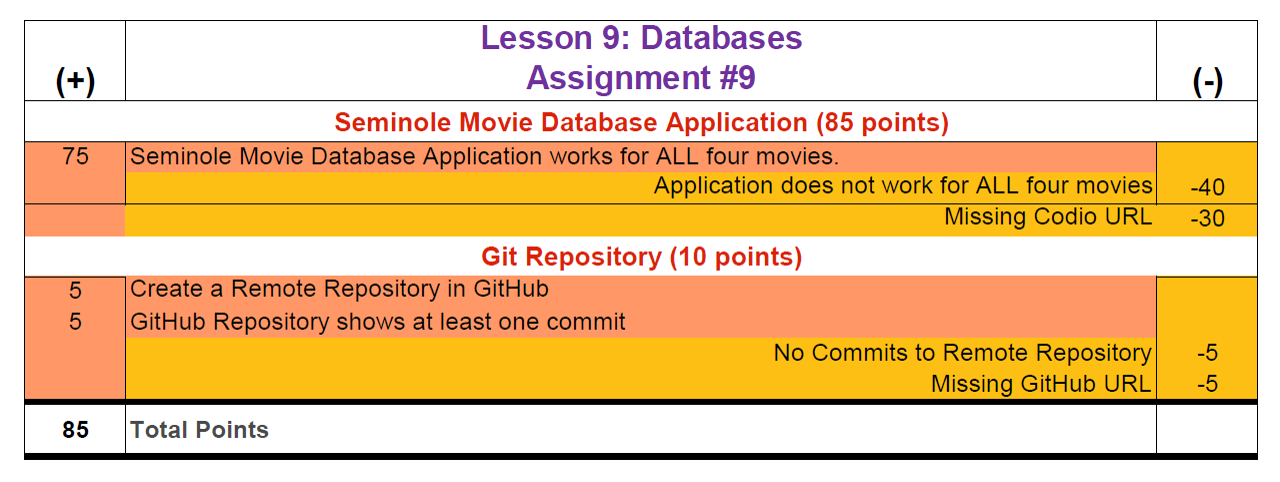 Lesson 9: Databases
(+) Assignment #9 (-)
Seminole Movie Database Application (85 points)
75 Seminole Movie Database Application works for ALL four movies.
Application does not work for ALL four movies -40
Missing Codio URL -30
Git Repository (10 points)
5 Create a Remote Repository in GitHub
5 GitHub Repository shows at least one commit
No Commits to Remote Repository -5
Missing GitHub URL -5
85 Total Points